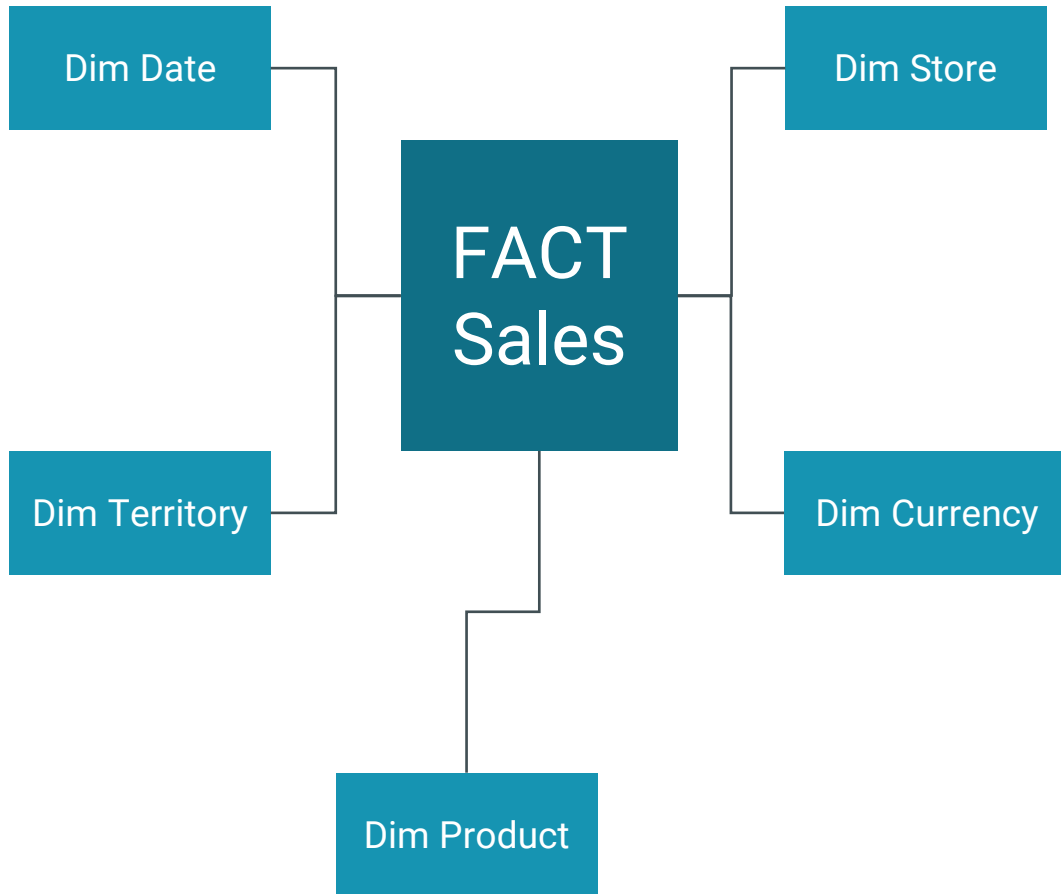 Dim Date
Dim Store
FACT
Sales
Dim Territory
Dim Currency
Dim Product